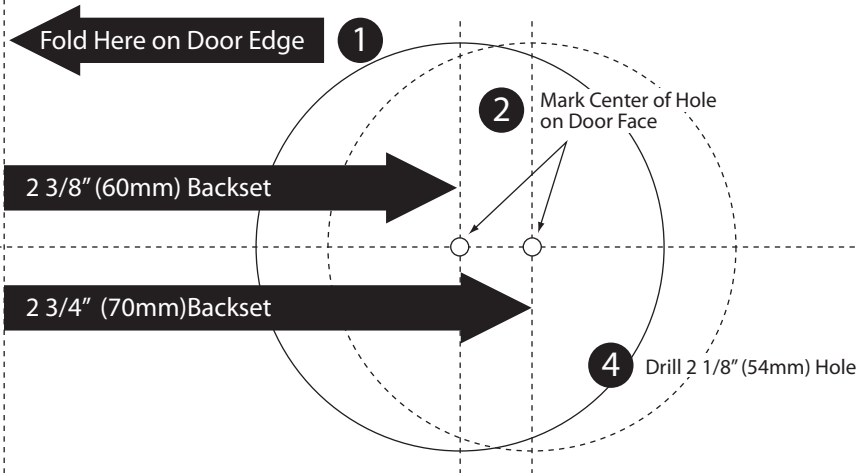 Fold Here on Door Edge
1
2
Mark Center of Hole
on Door Face
2 3/8" (60mm) Backset
2 3/4" (70mm)Backset
4
Drill 2 1/8" (54mm) Hole